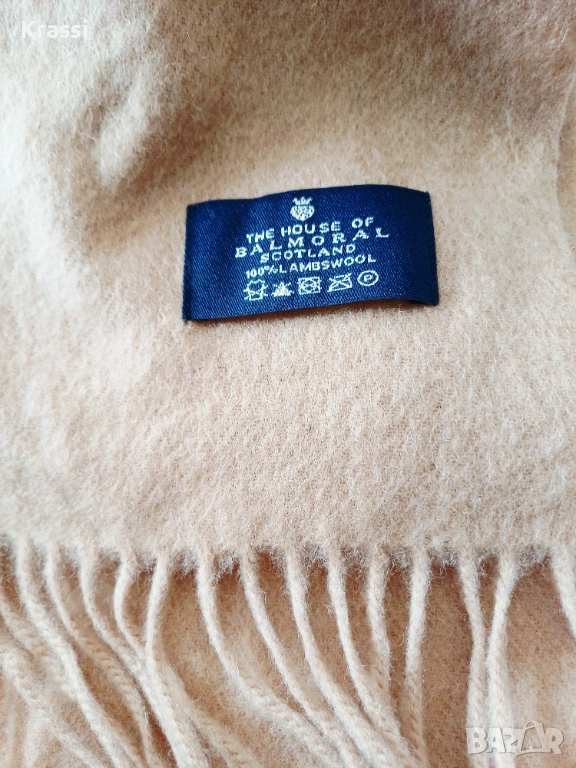 Krassi
THE HOUSE OF
BALMORAL
SCOTLAND
100% LAMBSWOOL
P
BAZAR